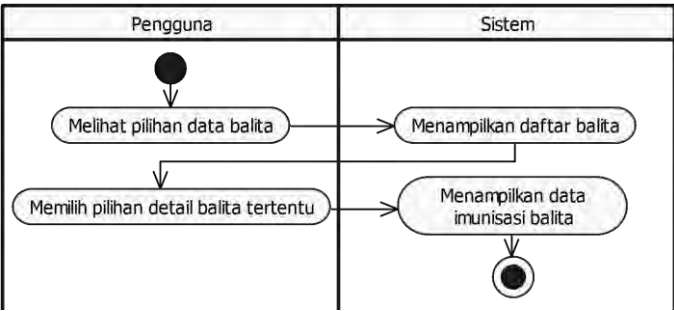 Pengguna
Sistem
Melihat pilihan data balita
Menampilkan daftar balita
Memilih pilihan detail balita tertentu
Menampilkan data
imunisasi balita